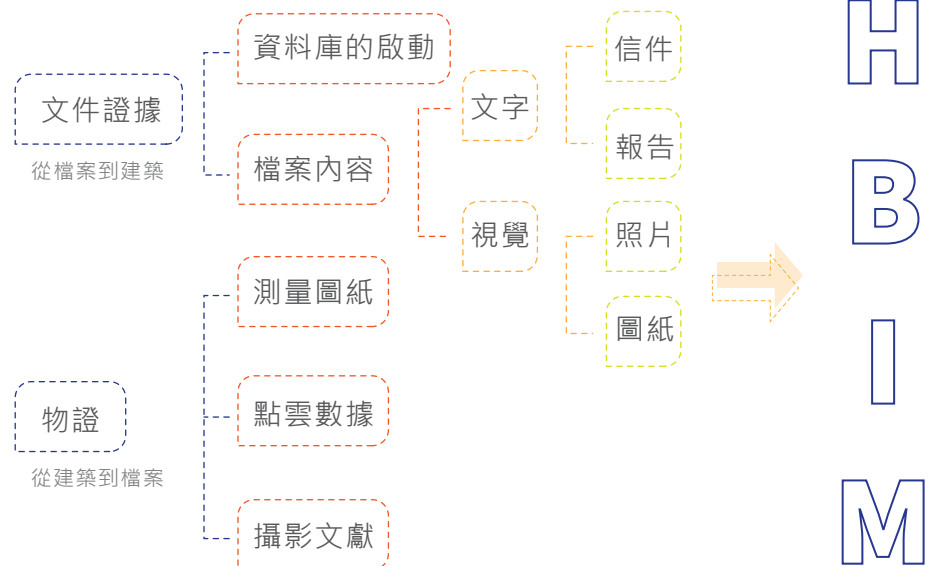 文件證據
從檔案到建築
資料庫的啟動
檔案內容
文字
視覺
信件
報告
照片
圖紙
物證
從建築到檔案
測量圖紙
點雲數據
攝影文獻
H
B
I
M